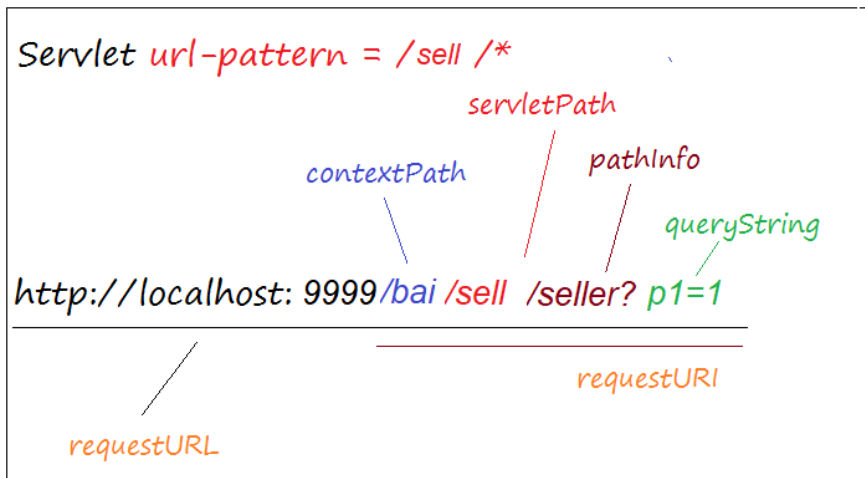 Servlet url-pattern = /sell /*
servletPath
contextPath
pathInfo
queryString
http://localhost: 9999/bai /sell /seller? p1=1
requestURI
requestURL